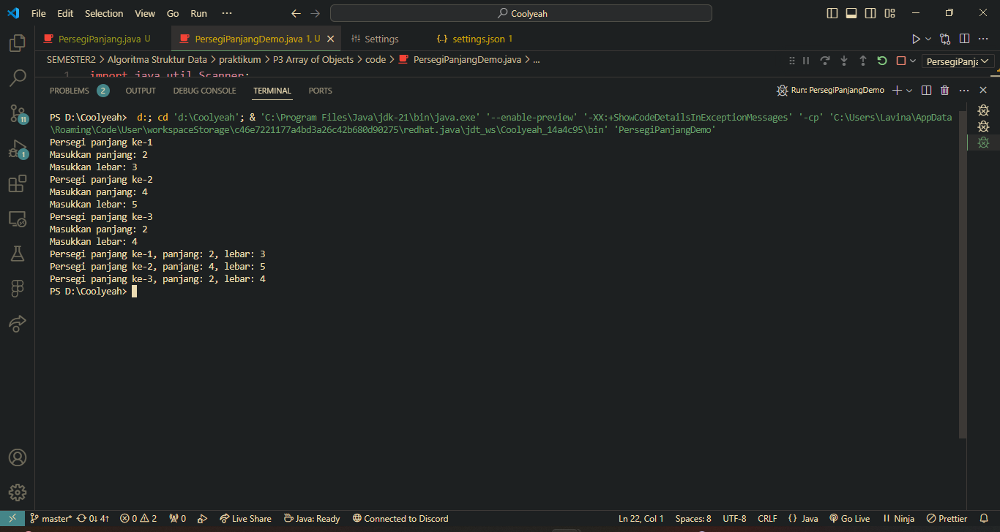 File Edit Selection View Go Run ··· Coolyeah
PersegiPanjang.java U PersegiPanjangDemo.java 1, U Settings {..} settings.json 1
SEMESTER2 > Algoritma Struktur Data > praktikum > P3 Array of Objects > code > PersegiPanjangDemo.java > ... PersegiPanja
1 import java.util.Scanner;
PROBLEMS 2 OUTPUT DEBUG CONSOLE TERMINAL PORTS Run: PersegiPanjangDemo
PS D:\Coolyeah> d:; cd 'd:\Coolyeah'; & 'C:\Program Files\Java\jdk-21\bin\java.exe' '--enable-preview' '-XX:+ShowCodeDetailsInExceptionMessages' '-cp' 'C:\Users\Lavina\AppData
\Roaming\Code\User\workspaceStorage\c46e7221177a4bd3a26c42b680d90275\redhat.java\jdt_ws\Coolyeah_14a4c95\bin' 'PersegiPanjangDemo'
Persegi panjang ke-1
Masukkan panjang: 2
Masukkan lebar: 3
Persegi panjang ke-2
Masukkan panjang: 4
Masukkan lebar: 5
Persegi panjang ke-3
Masukkan panjang: 2
Masukkan lebar: 4
Persegi panjang ke-1, panjang: 2, lebar: 3
Persegi panjang ke-2, panjang: 4, lebar: 5
Persegi panjang ke-3, panjang: 2, lebar: 4
PS D:\Coolyeah>
11
1
master* 0↓ 4↑ 0 2 0 Live Share Java: Ready Connected to Discord Ln 22, Col 1 Spaces: 8 UTF-8 CRLF {} Java Go Live Ninja Prettier